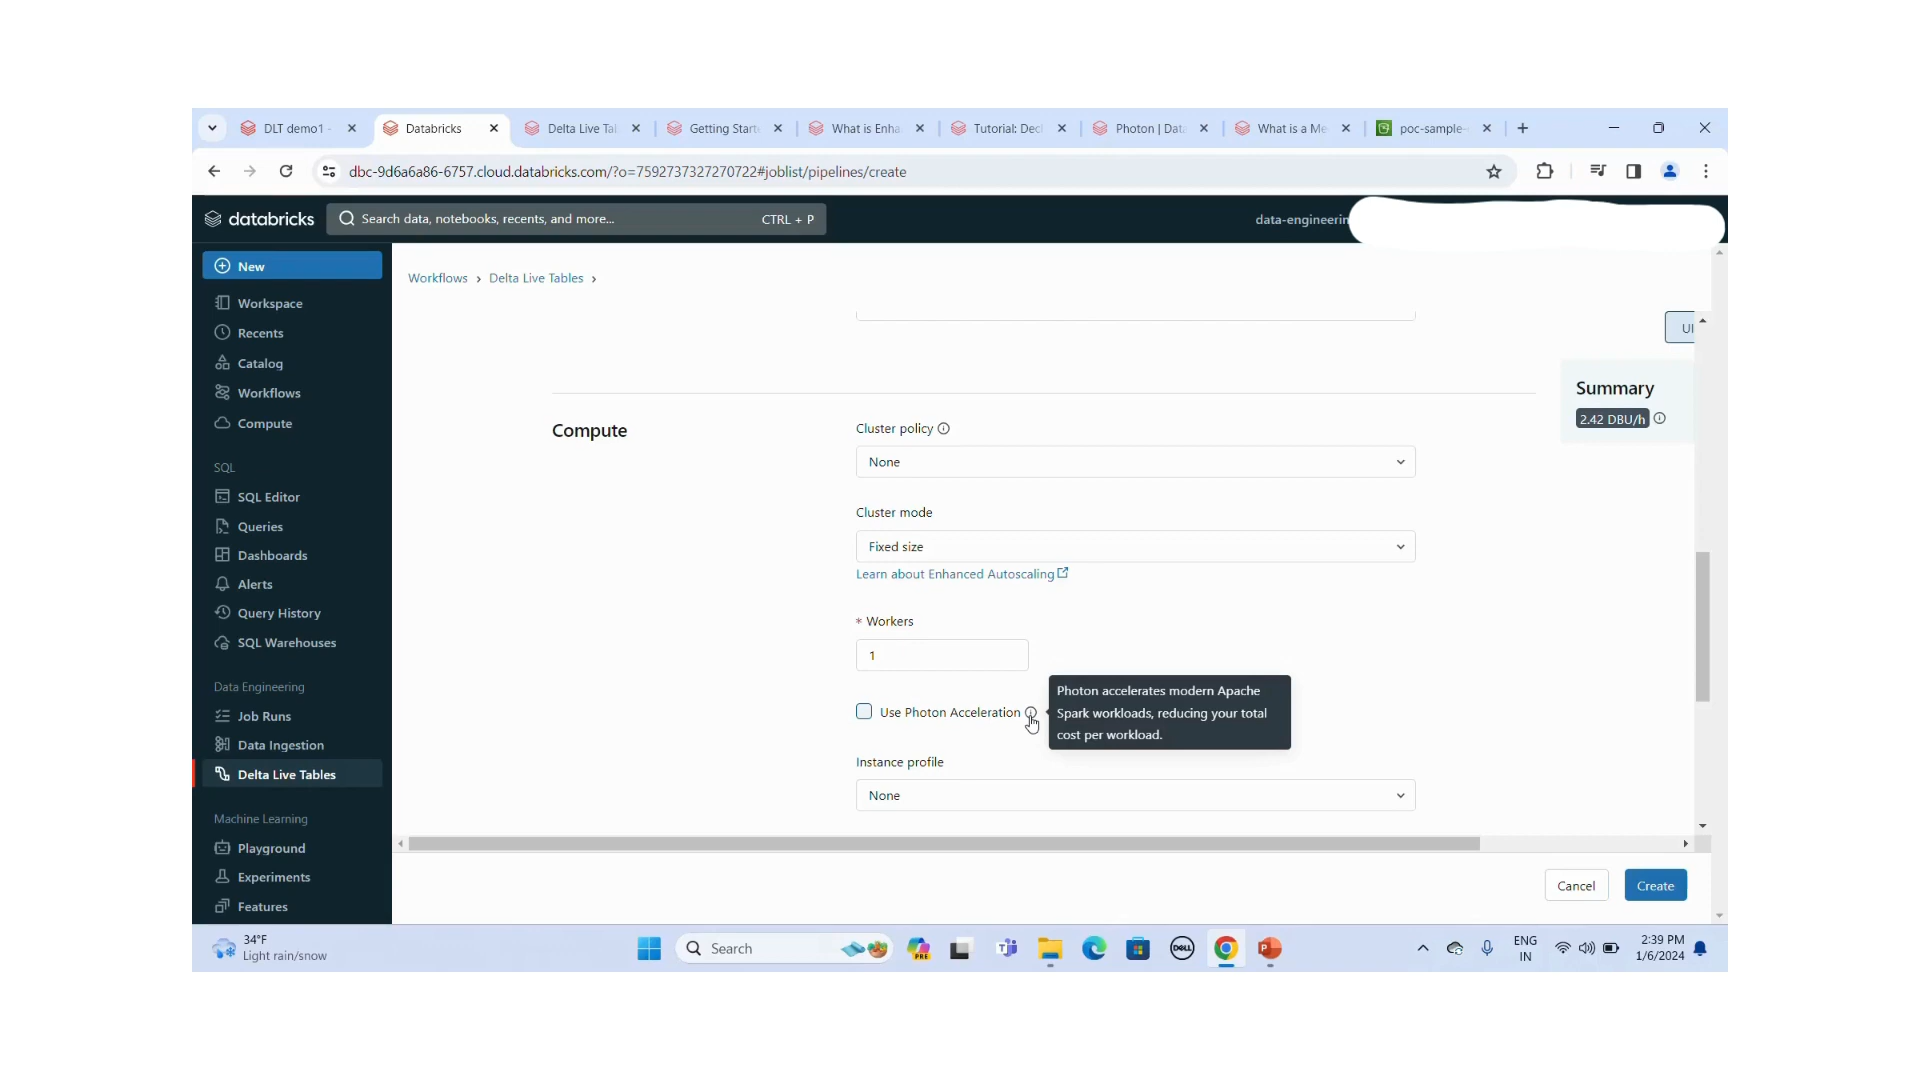 DLT demo1 -
Databricks
Delta Live Tab
Getting Starte
What is Enha
Tutorial: Decl
Photon | Data
What is a Me
poc-sample-
dbc-9d6a6a86-6757.cloud.databricks.com/?o=7592737327270722#joblist/pipelines/create
databricks
Search data, notebooks, recents, and more...
CTRL + P
data-engineerin
New
Workspace
Recents
Catalog
Workflows
Compute
SQL
SQL Editor
Queries
Dashboards
Alerts
Query History
SQL Warehouses
Data Engineering
Job Runs
Data Ingestion
Delta Live Tables
Machine Learning
Playground
Experiments
Features
Workflows › Delta Live Tables ›
UI
Summary
2.42 DBU/h
Compute
Cluster policy
None
Cluster mode
Fixed size
Learn about Enhanced Autoscaling
* Workers
1
Use Photon Acceleration
Photon accelerates modern Apache
Spark workloads, reducing your total
cost per workload.
Instance profile
None
Cancel
Create
34°F
Light rain/snow
Search
PRE
DELL
ENG
IN
2:39 PM
1/6/2024